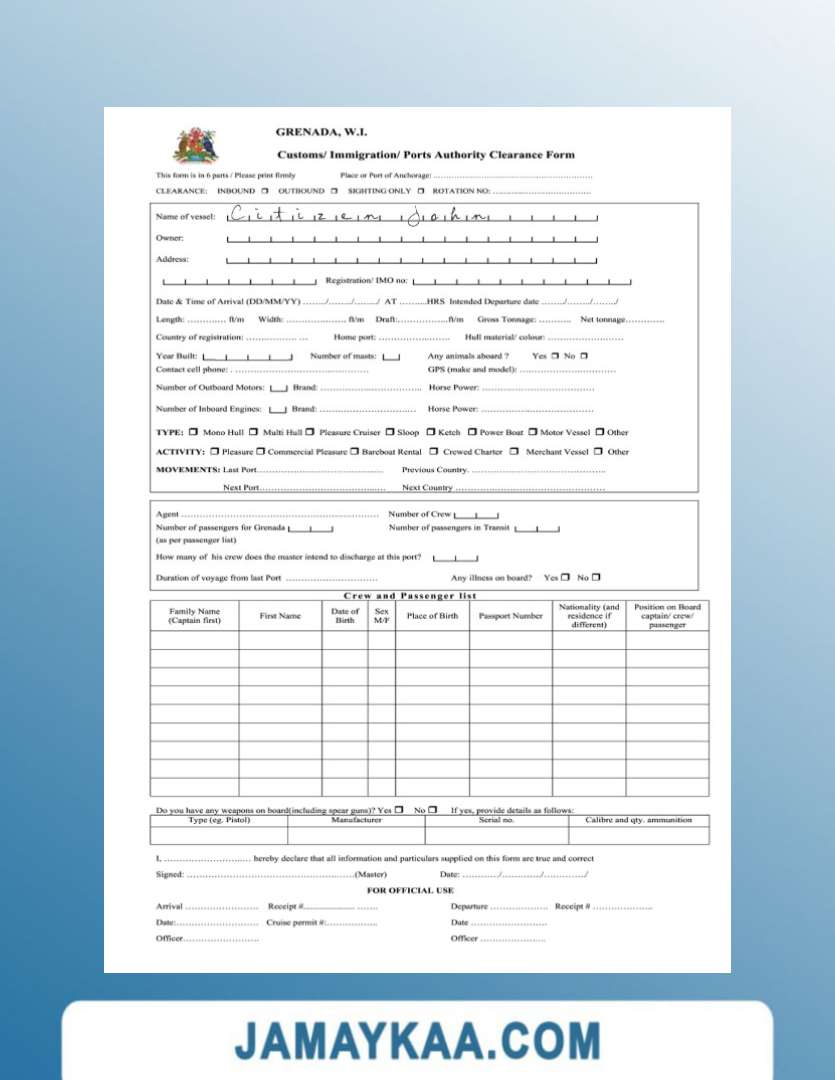 GRENADA, W.I.
Customs/ Immigration/ Ports Authority Clearance Form
This form is in 6 parts / Please print firmly Place or Port of Anchorage: ……………………………………………
CLEARANCE: INBOUND ☐ OUTBOUND ☐ SIGHTING ONLY ☐ ROTATION NO: …………………………
Name of vessel: Citizen john
Owner:
Address:
Registration/ IMO no:
Date & Time of Arrival (DD/MM/YY) ……../……../……../ AT ………HRS Intended Departure date ……../……../……../
Length: …………. ft/m Width: ………………… ft/m Draft:……………..ft/m Gross Tonnage: ……….. Net tonnage………….
Country of registration: ……………… … Home port: …………………… Hull material/ colour: ……………………
Year Built: Number of masts: Any animals aboard ? Yes ☐ No ☐
Contact cell phone: . …………………………………… GPS (make and model): …………………………
Number of Outboard Motors: Brand: …………………………… Horse Power: ………………………………
Number of Inboard Engines: Brand: …………………………… Horse Power: ………………………………
TYPE: ☐ Mono Hull ☐ Multi Hull ☐ Pleasure Cruiser ☐ Sloop ☐ Ketch ☐ Power Boat ☐ Motor Vessel ☐ Other
ACTIVITY: ☐ Pleasure ☐ Commercial Pleasure ☐ Bareboat Rental ☐ Crewed Charter ☐ Merchant Vessel ☐ Other
MOVEMENTS: Last Port………………………………… Previous Country. ……………………………………
Next Port………………………………… Next Country …………………………………………
Agent …………………………………………………… Number of Crew
Number of passengers for Grenada Number of passengers in Transit
(as per passenger list)
How many of his crew does the master intend to discharge at this port?
Duration of voyage from last Port ………………………… Any illness on board? Yes ☐ No ☐
Crew and Passenger list
Family Name (Captain first) First Name Date of Birth Sex M/F Place of Birth Passport Number Nationality (and residence if different) Position on Board captain/ crew/ passenger
Do you have any weapons on board(including spear guns)? Yes ☐ No ☐ If yes, provide details as follows:
Type (eg. Pistol) Manufacturer Serial no. Calibre and qty. ammunition
I, ……………………… hereby declare that all information and particulars supplied on this form are true and correct
Signed: ……………………………………………(Master) Date: …………/…………/…………/
FOR OFFICIAL USE
Arrival …………………… Receipt #..................... ……. Departure ………………. Receipt # ………………..
Date:……………………… Cruise permit #:…………….. Date ……………………
Officer…………………… Officer …………………
JAMAYKAA.COM